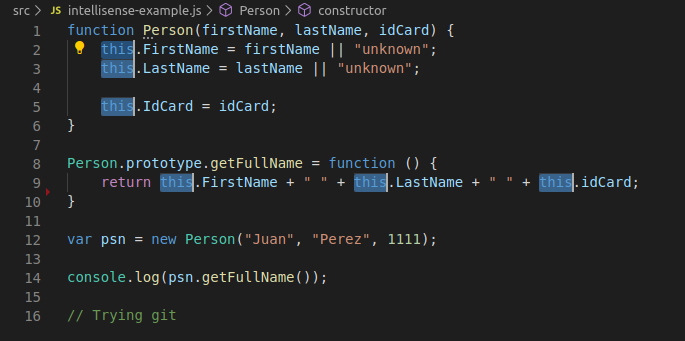 src > JS intellisense-example.js > Person > constructor
1 function Person(firstName, lastName, idCard) {
2 this.FirstName = firstName || "unknown";
3 this.LastName = lastName || "unknown";
4
5 this.IdCard = idCard;
6 }
7
8 Person.prototype.getFullName = function () {
9 return this.FirstName + " " + this.LastName + " " + this.idCard;
10 }
11
12 var psn = new Person("Juan", "Perez", 1111);
13
14 console.log(psn.getFullName());
15
16 // Trying git